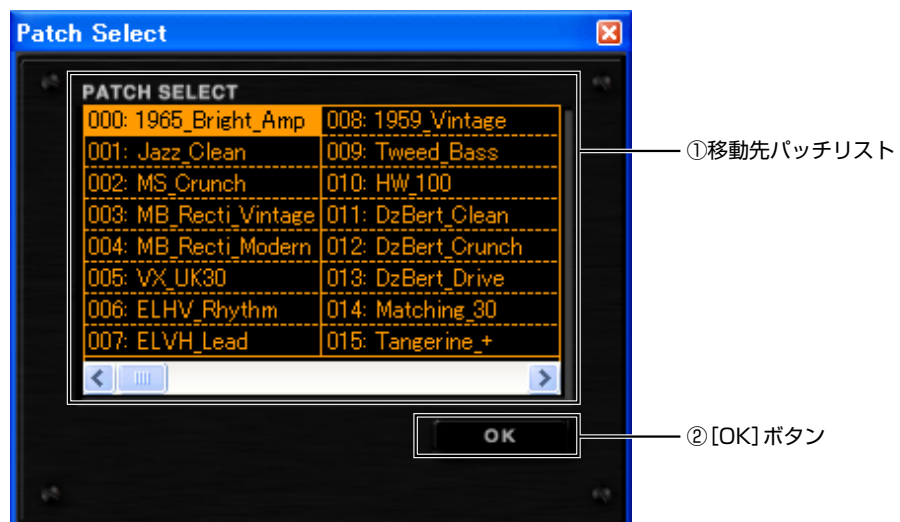 Patch Select
PATCH SELECT
000: 1965_Bright_Amp
001: Jazz_Clean
002: MS_Crunch
003: MB_Recti_Vintage
004: MB_Recti_Modern
005: VX_UK30
006: ELHV_Rhythm
007: ELVH_Lead
008: 1959_Vintage
009: Tweed_Bass
010: HW_100
011: DzBert_Clean
012: DzBert_Crunch
013: DzBert_Drive
014: Matching_30
015: Tangerine_+
①移動先パッチリスト
OK
②[OK]ボタン